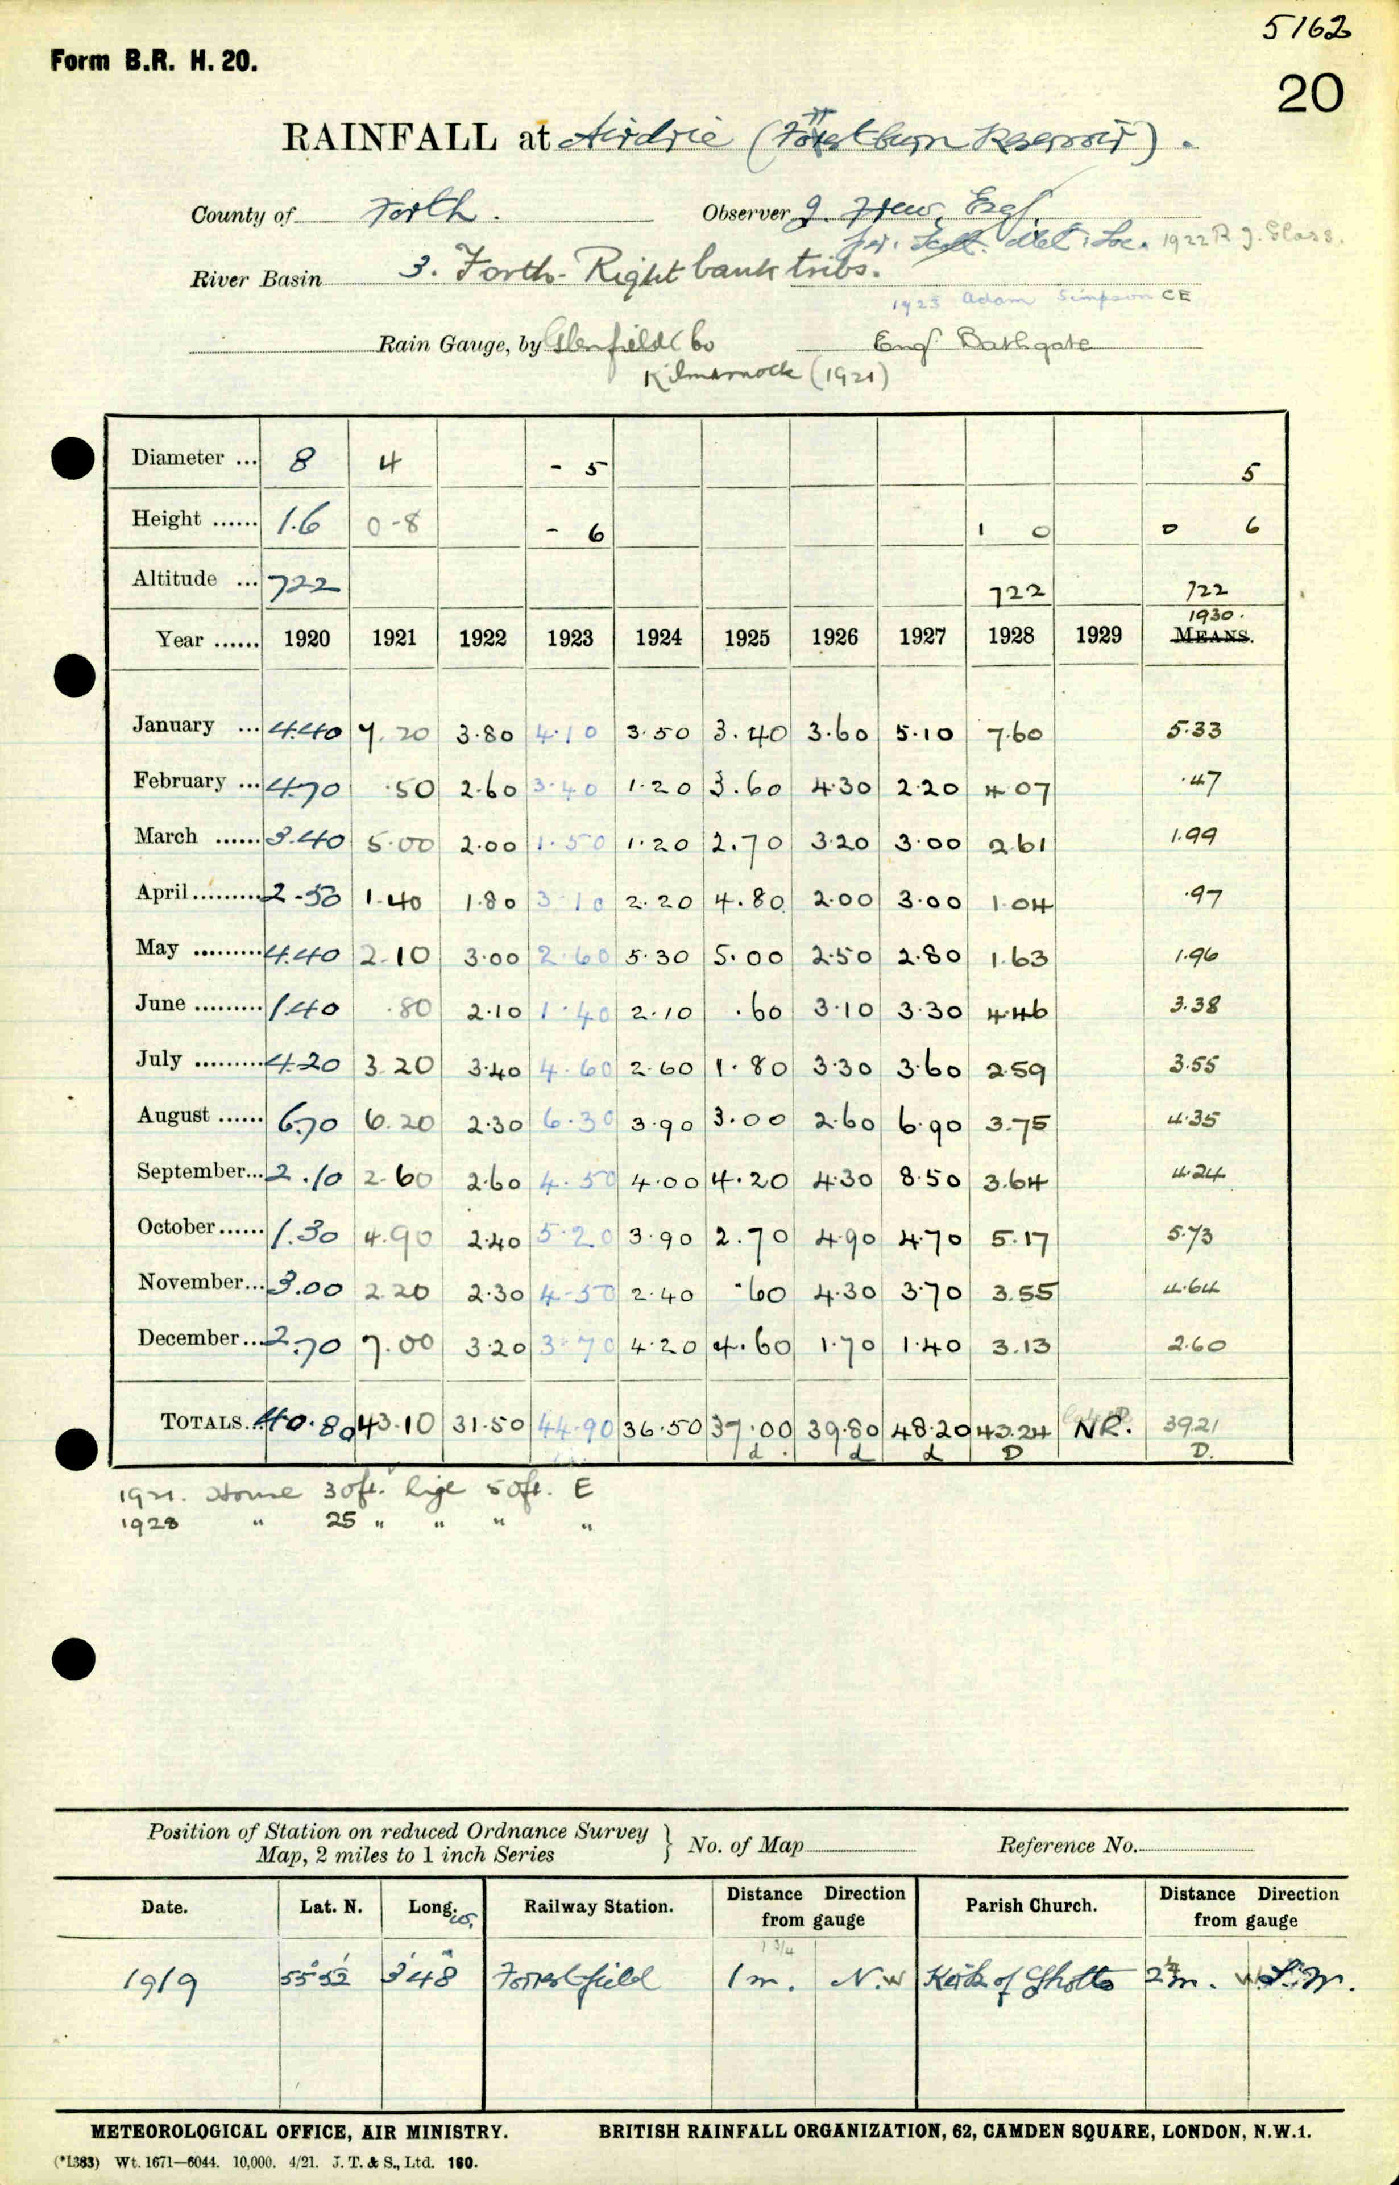 5162
Form B.R. H. 20.
20
RAINFALL at Airdrie (Forrestburn Reservoir).
County of Forth. Observer J. Frew, Esq.
per. Scott. Met. Soc. 1922 R J. Glass.
River Basin 3. Forth - Right bank tribs.
1923 Adam Simpson CE
Rain Gauge, by Glenfield Co Engr Bathgate
Kilmarnock (1921)
Diameter ... 8 4 - 5 5
Height ...... 1.6 0-8 - 6 1 0 0 6
Altitude ... 722 722 722
1930.
Year ...... 1920 1921 1922 1923 1924 1925 1926 1927 1928 1929 MEANS.
January ... 4.40 7.20 3.80 4.10 3.50 3.40 3.60 5.10 7.60 5.33
February ... 4.70 .50 2.60 3.40 1.20 3.60 4.30 2.20 4.07 .47
March ...... 3.40 5.00 2.00 1.50 1.20 2.70 3.20 3.00 2.61 1.99
April ......... 2.50 1.40 1.80 3.10 2.20 4.80 2.00 3.00 1.04 .97
May ......... 4.40 2.10 3.00 2.60 5.30 5.00 2.50 2.80 1.63 1.96
June ......... 1.40 .80 2.10 1.40 2.10 .60 3.10 3.30 4.46 3.38
July ......... 4.20 3.20 3.40 4.60 2.60 1.80 3.30 3.60 2.59 3.55
August ...... 6.70 6.20 2.30 6.30 3.90 3.00 2.60 6.90 3.75 4.35
September ... 2.10 2.60 2.60 4.50 4.00 4.20 4.30 8.50 3.64 4.24
October ...... 1.30 4.90 2.40 5.20 3.90 2.70 4.90 4.70 5.17 5.73
November ... 3.00 2.20 2.30 4.50 2.40 .60 4.30 3.70 3.55 4.64
December ... 2.70 7.00 3.20 3.70 4.20 4.60 1.70 1.40 3.13 2.60
TOTALS. 40.80 43.10 31.50 44.90 36.50 37.00 39.80 48.20 43.24 NR. 39.21
d d d D D.
1921. House 30ft. high 50ft. E
1928 " 25 " " " "
Position of Station on reduced Ordnance Survey
Map, 2 miles to 1 inch Series } No. of Map Reference No.
Date. Lat. N. Long. W. Railway Station. Distance Direction from gauge Parish Church. Distance Direction from gauge
1 3/4
1919 55° 52' 3° 48' Forrestfield 1 m. N.W Kirk of Shotts 2¼ m.
METEOROLOGICAL OFFICE, AIR MINISTRY. BRITISH RAINFALL ORGANIZATION, 62, CAMDEN SQUARE, LONDON, N.W.1.
(*1383) Wt. 1671—6044. 10,000. 4/21. J. T. & S., Ltd. 160.